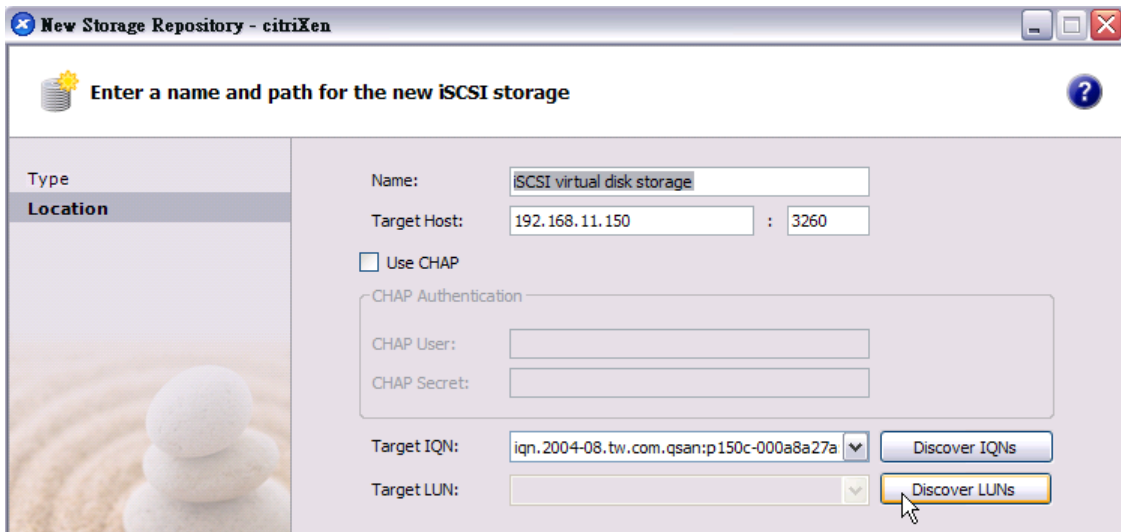 New Storage Repository - citriXen
Enter a name and path for the new iSCSI storage
?
Type
Location
Name: iSCSI virtual disk storage
Target Host: 192.168.11.150 : 3260
Use CHAP
CHAP Authentication
CHAP User:
CHAP Secret:
Target IQN: iqn.2004-08.tw.com.qsan:p150c-000a8a27a Discover IQNs
Target LUN: Discover LUNs